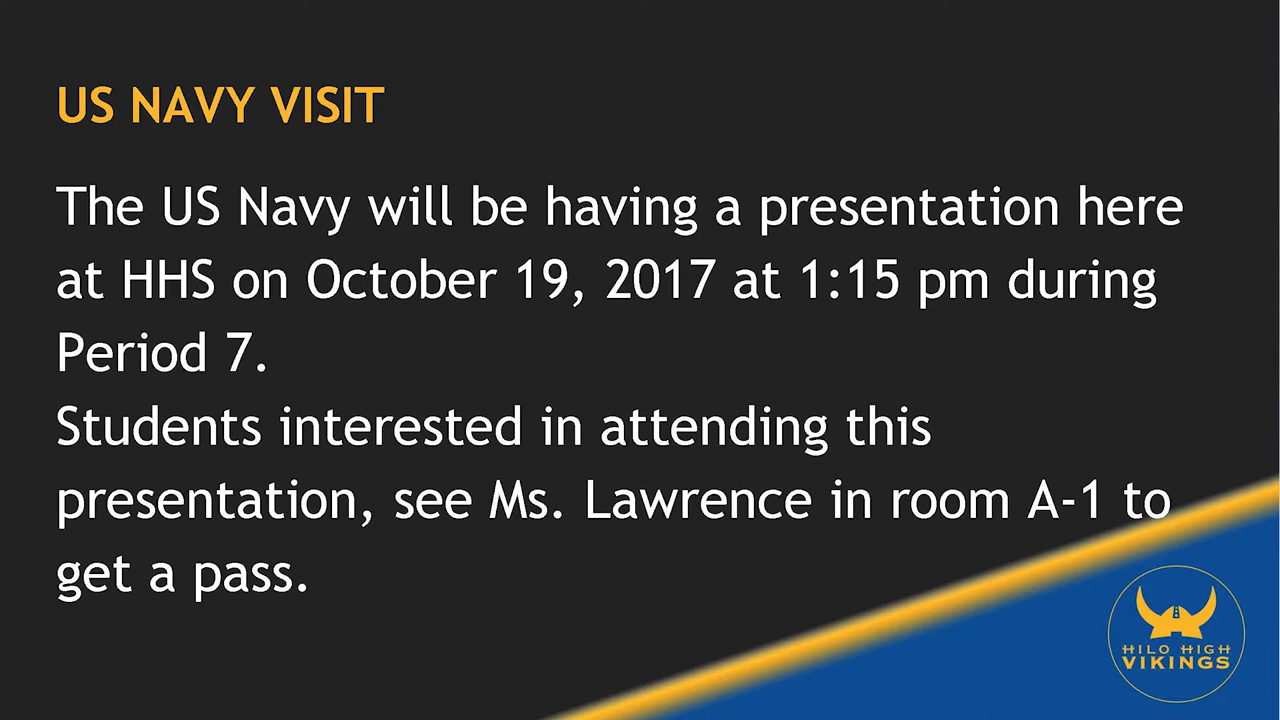 US NAVY VISIT
The US Navy will be having a presentation here
at HHS on October 19, 2017 at 1:15 pm during
Period 7.
Students interested in attending this
presentation, see Ms. Lawrence in room A-1 to
get a pass.
HILO HIGH
VIKINGS